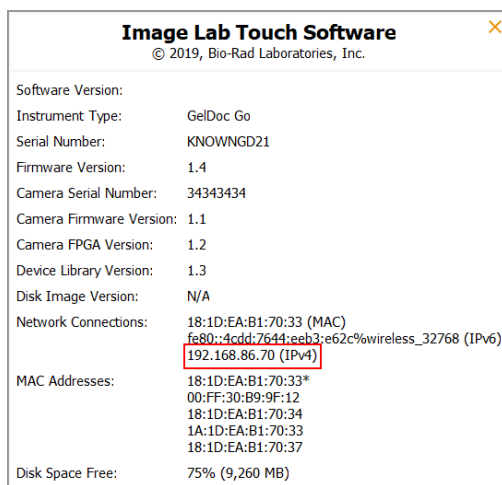 Image Lab Touch Software
© 2019, Bio-Rad Laboratories, Inc.
Software Version:
Instrument Type: GelDoc Go
Serial Number: KNOWNGD21
Firmware Version: 1.4
Camera Serial Number: 34343434
Camera Firmware Version: 1.1
Camera FPGA Version: 1.2
Device Library Version: 1.3
Disk Image Version: N/A
Network Connections: 18:1D:EA:B1:70:33 (MAC)
fe80::4cdd:7644:eeb3:e62c%wireless_32768 (IPv6)
192.168.86.70 (IPv4)
MAC Addresses: 18:1D:EA:B1:70:33*
00:FF:30:B9:9F:12
18:1D:EA:B1:70:34
1A:1D:EA:B1:70:33
18:1D:EA:B1:70:37
Disk Space Free: 75% (9,260 MB)